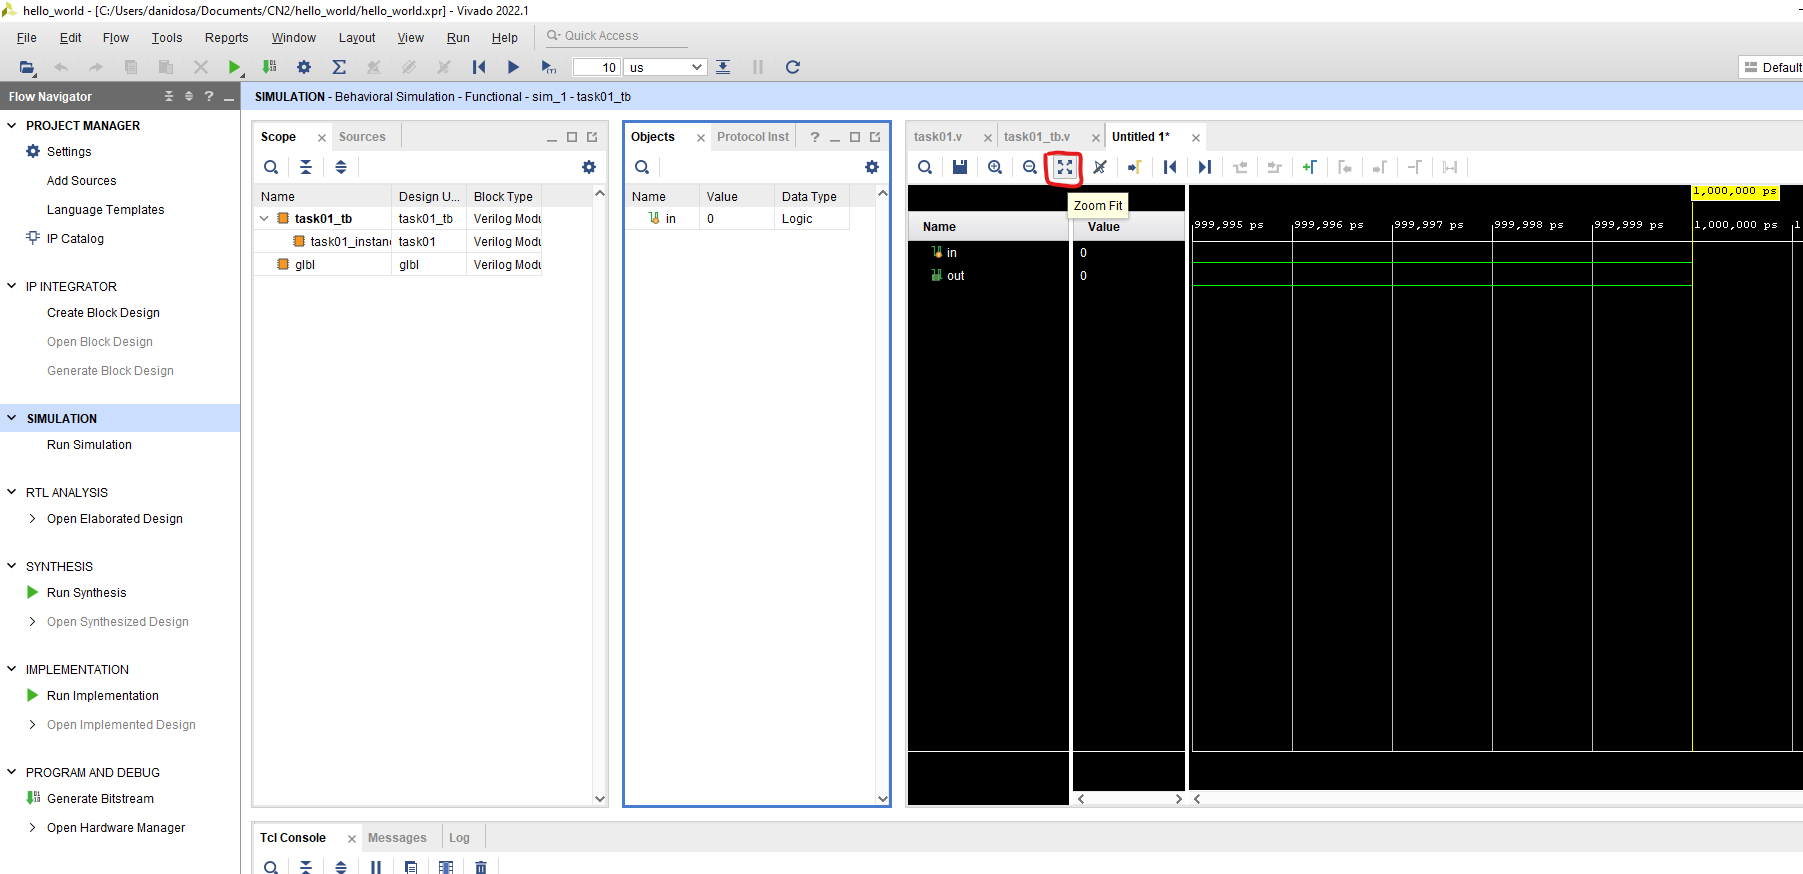 hello_world - [C:/Users/danidosa/Documents/CN2/hello_world/hello_world.xpr] - Vivado 2022.1
File Edit Flow Tools Reports Window Layout View Run Help Quick Access
10 us Default
Flow Navigator
SIMULATION - Behavioral Simulation - Functional - sim_1 - task01_tb
PROJECT MANAGER
Settings
Add Sources
Language Templates
IP Catalog
IP INTEGRATOR
Create Block Design
Open Block Design
Generate Block Design
SIMULATION
Run Simulation
RTL ANALYSIS
Open Elaborated Design
SYNTHESIS
Run Synthesis
Open Synthesized Design
IMPLEMENTATION
Run Implementation
Open Implemented Design
PROGRAM AND DEBUG
Generate Bitstream
Open Hardware Manager
Scope Sources
Name Design U... Block Type
task01_tb task01_tb Verilog Modu
task01_instanc task01 Verilog Modu
glbl glbl Verilog Modu
Objects Protocol Inst
Name Value Data Type
in 0 Logic
task01.v task01_tb.v Untitled 1*
Zoom Fit
1,000,000 ps
Name Value
999,995 ps 999,996 ps 999,997 ps 999,998 ps 999,999 ps 1,000,000 ps 1
in 0
out 0
Tcl Console Messages Log